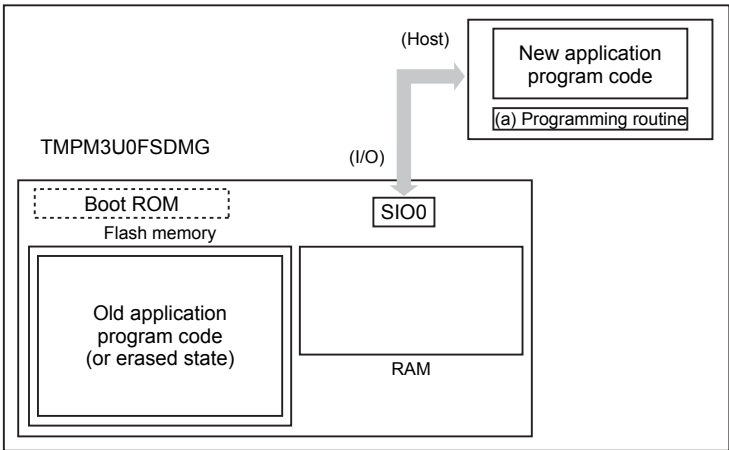 (Host)
New application
program code
(a) Programming routine
TMPM3U0FSDMG
(I/O)
Boot ROM
SIO0
Flash memory
Old application
program code
(or erased state)
RAM